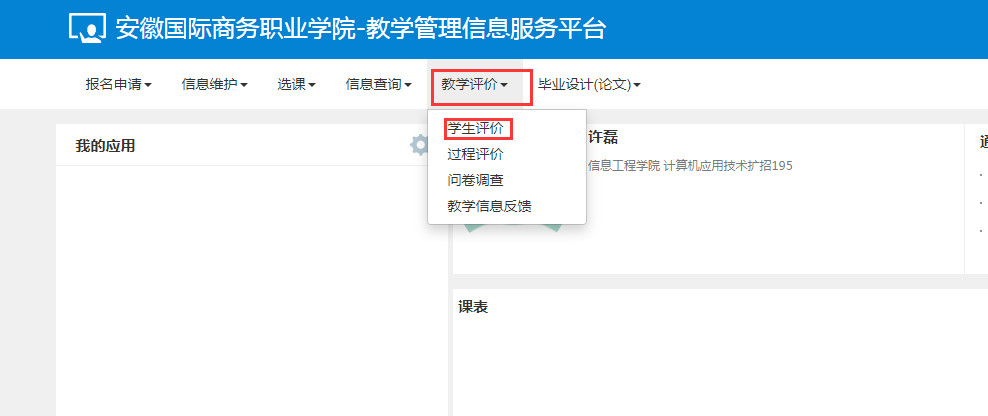 安徽国际商务职业学院-教学管理信息服务平台
报名申请 信息维护 选课 信息查询 教学评价 毕业设计(论文)
我的应用
学生评价
过程评价
问卷调查
教学信息反馈
许磊
信息工程学院 计算机应用技术扩招195
课表